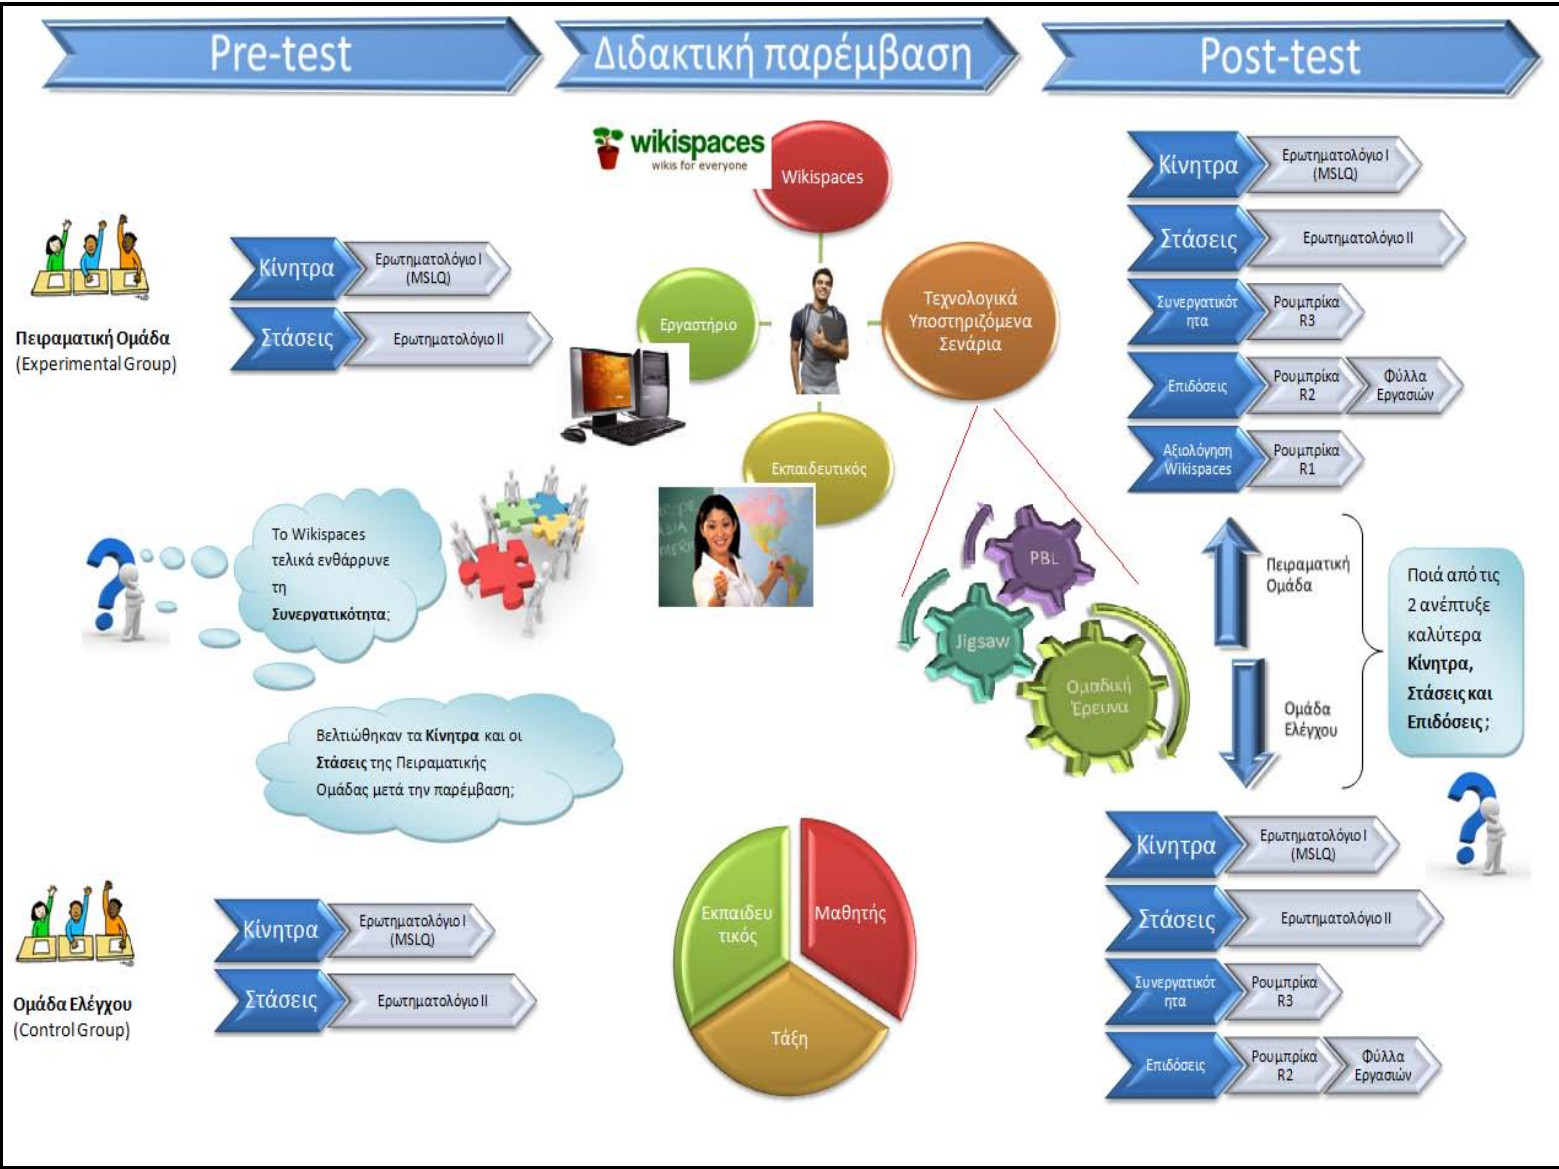 Pre-test
Διδακτική παρέμβαση
Post-test
wikispaces
wikis for everyone
Wikispaces
Εργαστήριο
Τεχνολογικά
Υποστηριζόμενα
Σενάρια
Εκπαιδευτικός
Πειραματική Ομάδα
(Experimental Group)
Κίνητρα
Ερωτηματολόγιο Ι
(MSLQ)
Στάσεις
Ερωτηματολόγιο ΙΙ
Κίνητρα
Ερωτηματολόγιο Ι
(MSLQ)
Στάσεις
Ερωτηματολόγιο ΙΙ
Συνεργατικότ
ητα
Ρουμπρίκα
R3
Επιδόσεις
Ρουμπρίκα
R2
Φύλλα
Εργασιών
Αξιολόγηση
Wikispaces
Ρουμπρίκα
R1
Το Wikispaces
τελικά ενθάρρυνε
τη
Συνεργατικότητα;
PBL
Jigsaw
Ομαδική
Έρευνα
Πειραματική
Ομάδα
Ομάδα
Ελέγχου
Ποιά από τις
2 ανέπτυξε
καλύτερα
Κίνητρα,
Στάσεις και
Επιδόσεις;
Βελτιώθηκαν τα Κίνητρα και οι
Στάσεις της Πειραματικής
Ομάδας μετά την παρέμβαση;
Ομάδα Ελέγχου
(Control Group)
Κίνητρα
Ερωτηματολόγιο Ι
(MSLQ)
Στάσεις
Ερωτηματολόγιο ΙΙ
Εκπαιδευ
τικός
Μαθητής
Τάξη
Κίνητρα
Ερωτηματολόγιο Ι
(MSLQ)
Στάσεις
Ερωτηματολόγιο ΙΙ
Συνεργατικότ
ητα
Ρουμπρίκα
R3
Επιδόσεις
Ρουμπρίκα
R2
Φύλλα
Εργασιών